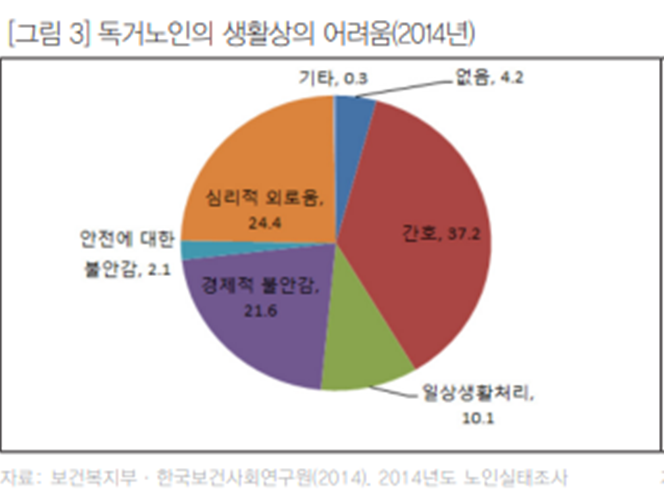 [그림 3] 독거노인의 생활상의 어려움(2014년)
기타, 0.3
없음, 4.2
심리적 외로움,
24.4
간호, 37.2
안전에 대한
불안감, 2.1
경제적 불안감,
21.6
일상생활처리,
10.1
자료: 보건복지부 · 한국보건사회연구원(2014). 2014년도 노인실태조사